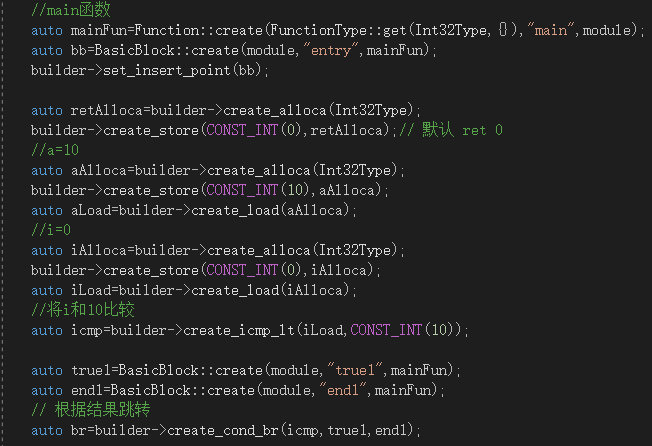 //main函数
auto mainFun=Function::create(FunctionType::get(Int32Type,{}),"main",module);
auto bb=BasicBlock::create(module,"entry",mainFun);
builder->set_insert_point(bb);
auto retAlloca=builder->create_alloca(Int32Type);
builder->create_store(CONST_INT(0),retAlloca);// 默认 ret 0
//a=10
auto aAlloca=builder->create_alloca(Int32Type);
builder->create_store(CONST_INT(10),aAlloca);
auto aLoad=builder->create_load(aAlloca);
//i=0
auto iAlloca=builder->create_alloca(Int32Type);
builder->create_store(CONST_INT(0),iAlloca);
auto iLoad=builder->create_load(iAlloca);
//将i和10比较
auto icmp=builder->create_icmp_lt(iLoad,CONST_INT(10));
auto true1=BasicBlock::create(module,"true1",mainFun);
auto end1=BasicBlock::create(module,"end1",mainFun);
// 根据结果跳转
auto br=builder->create_cond_br(icmp,true1,end1);